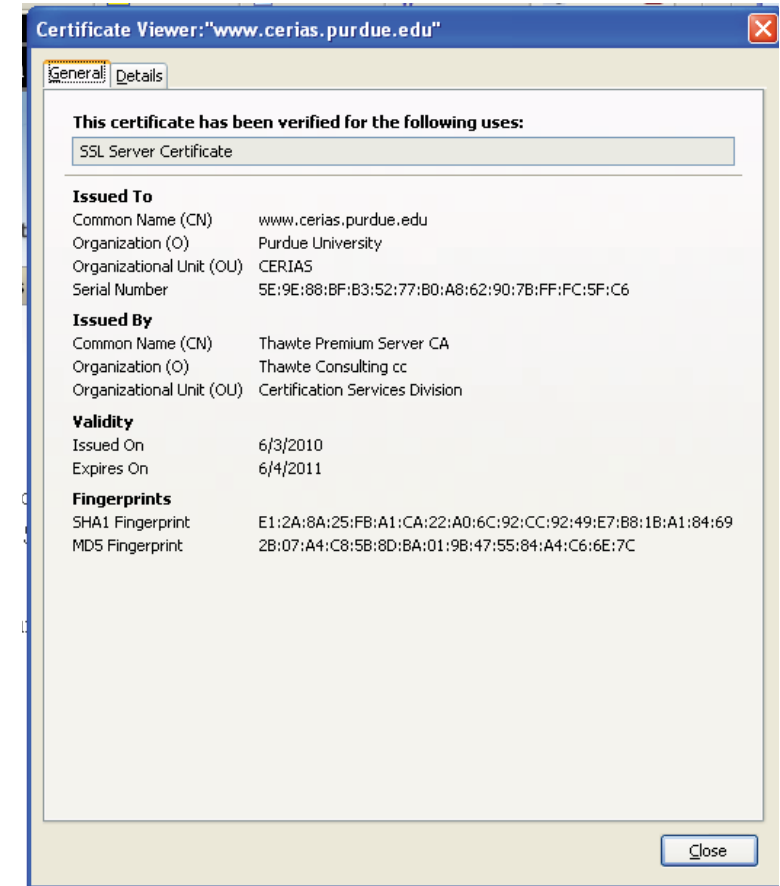 Certificate Viewer:"www.cerias.purdue.edu"
General Details
This certificate has been verified for the following uses:
SSL Server Certificate
Issued To
Common Name (CN) www.cerias.purdue.edu
Organization (O) Purdue University
Organizational Unit (OU) CERIAS
Serial Number 5E:9E:88:BF:B3:52:77:B0:A8:62:90:7B:FF:FC:5F:C6
Issued By
Common Name (CN) Thawte Premium Server CA
Organization (O) Thawte Consulting cc
Organizational Unit (OU) Certification Services Division
Validity
Issued On 6/3/2010
Expires On 6/4/2011
Fingerprints
SHA1 Fingerprint E1:2A:8A:25:FB:A1:CA:22:A0:6C:92:CC:92:49:E7:B8:1B:A1:84:69
MD5 Fingerprint 2B:07:A4:C8:5B:8D:BA:01:9B:47:55:84:A4:C6:6E:7C
Close